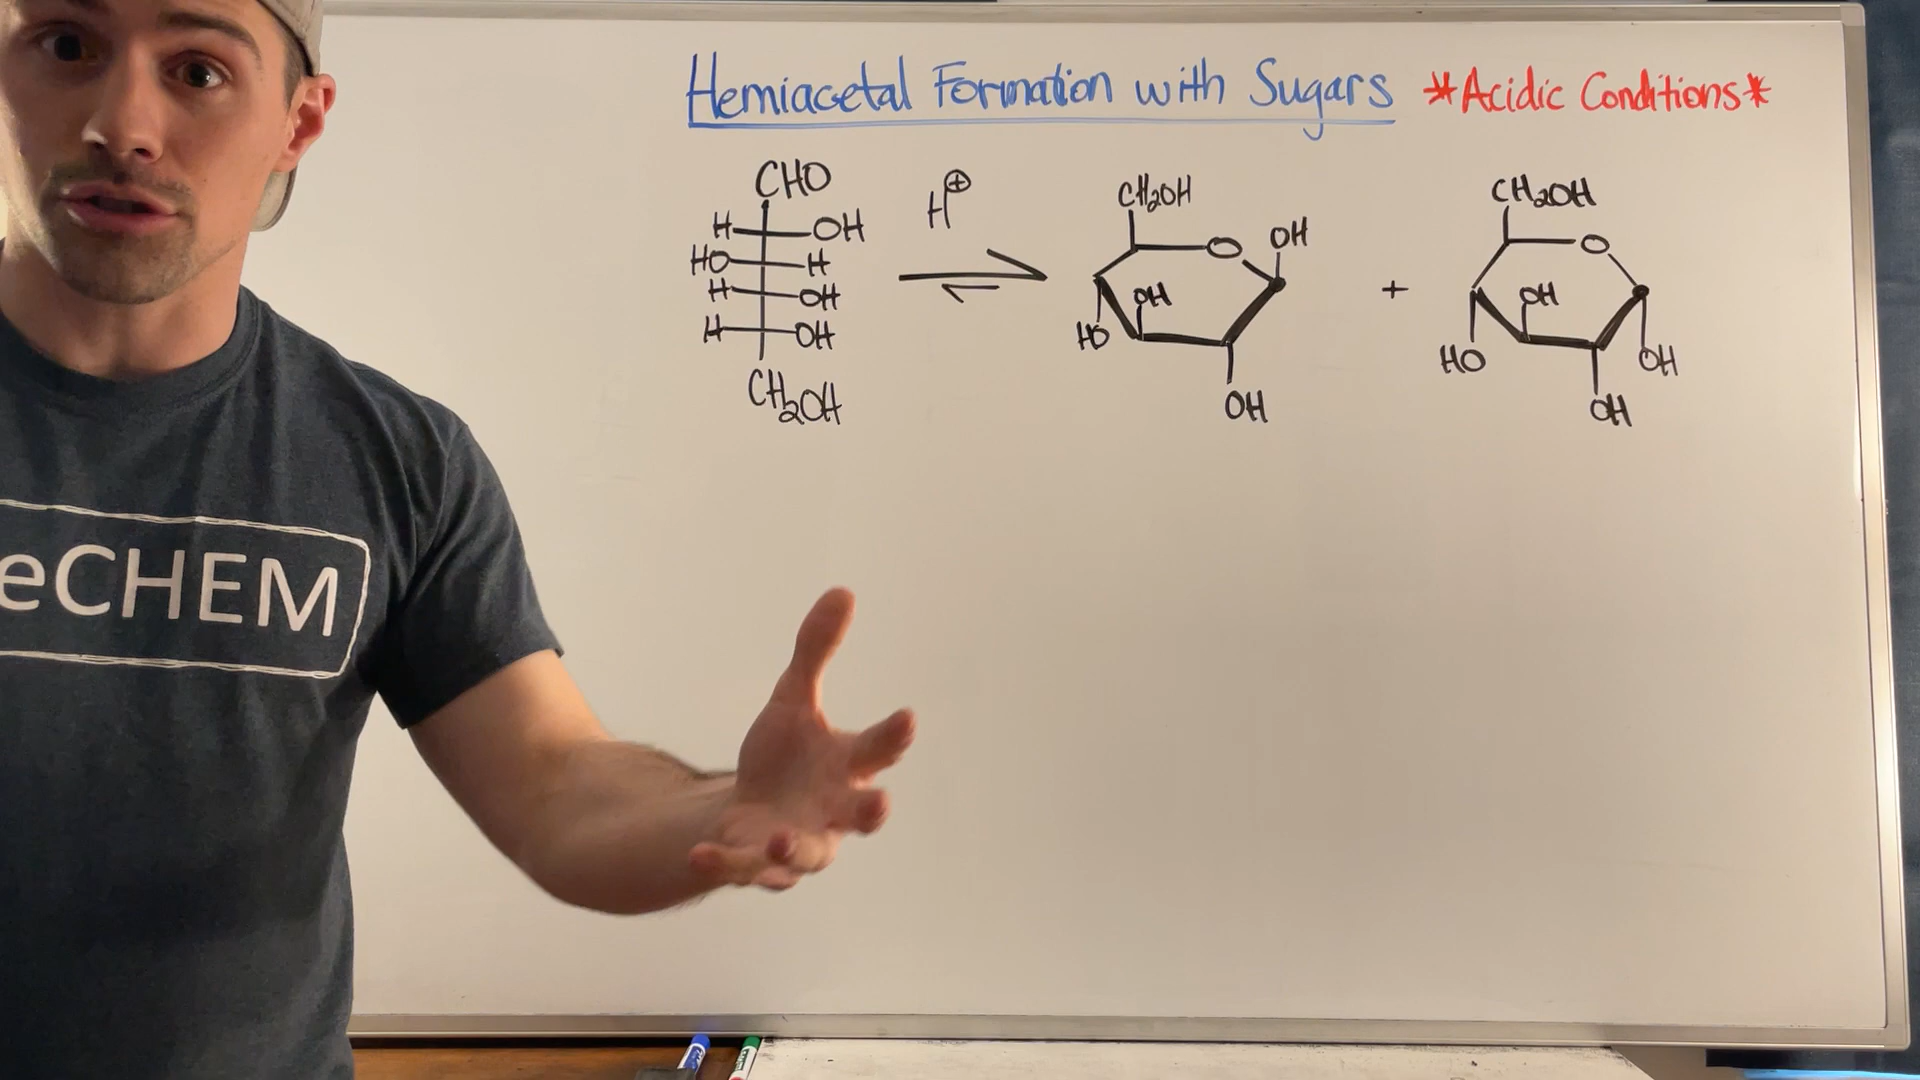 Hemiacetal Formation with Sugars *Acidic Conditions*
CHO
H OH
HO H
H OH
H OH
CH₂OH
H⊕
CH₂OH
O OH
OH
HO
OH
+
CH₂OH
O
OH
HO OH
OH
eCHEM